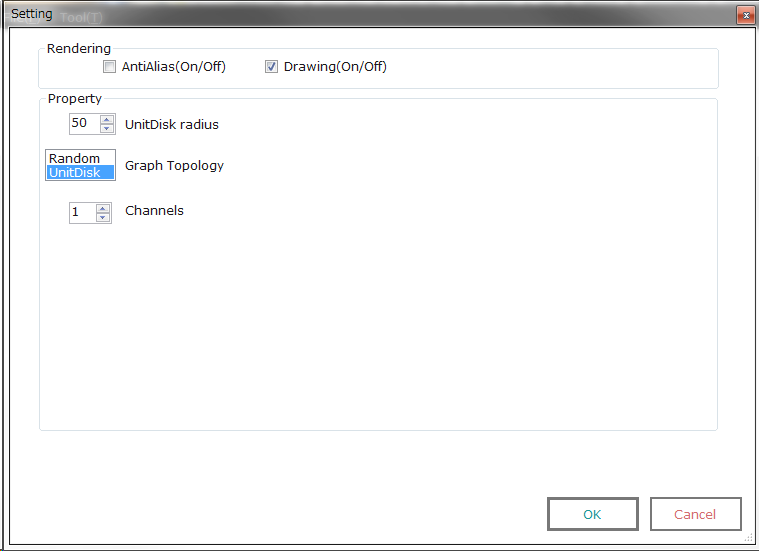 Setting
Tool(T)
Rendering
AntiAlias(On/Off) Drawing(On/Off)
Property
50 UnitDisk radius
Random
UnitDisk
Graph Topology
1 Channels
OK Cancel